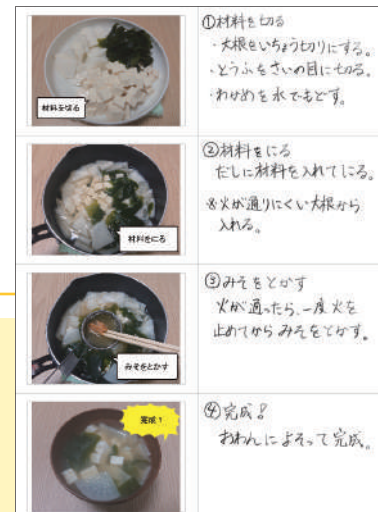 材料を切る
①材料を切る
・大根をいちょう切りにする。
・とうふをさいの目に切る。
・わかめを水でもどす。
材料をにる
②材料をにる
だしに材料を入れてにる。
※火が通りにくい大根から
入れる。
みそをとかす
③みそをとかす
火が通ったら、一度火を
止めてからみそをとかす。
完成!
④完成!
おわんによそって完成。